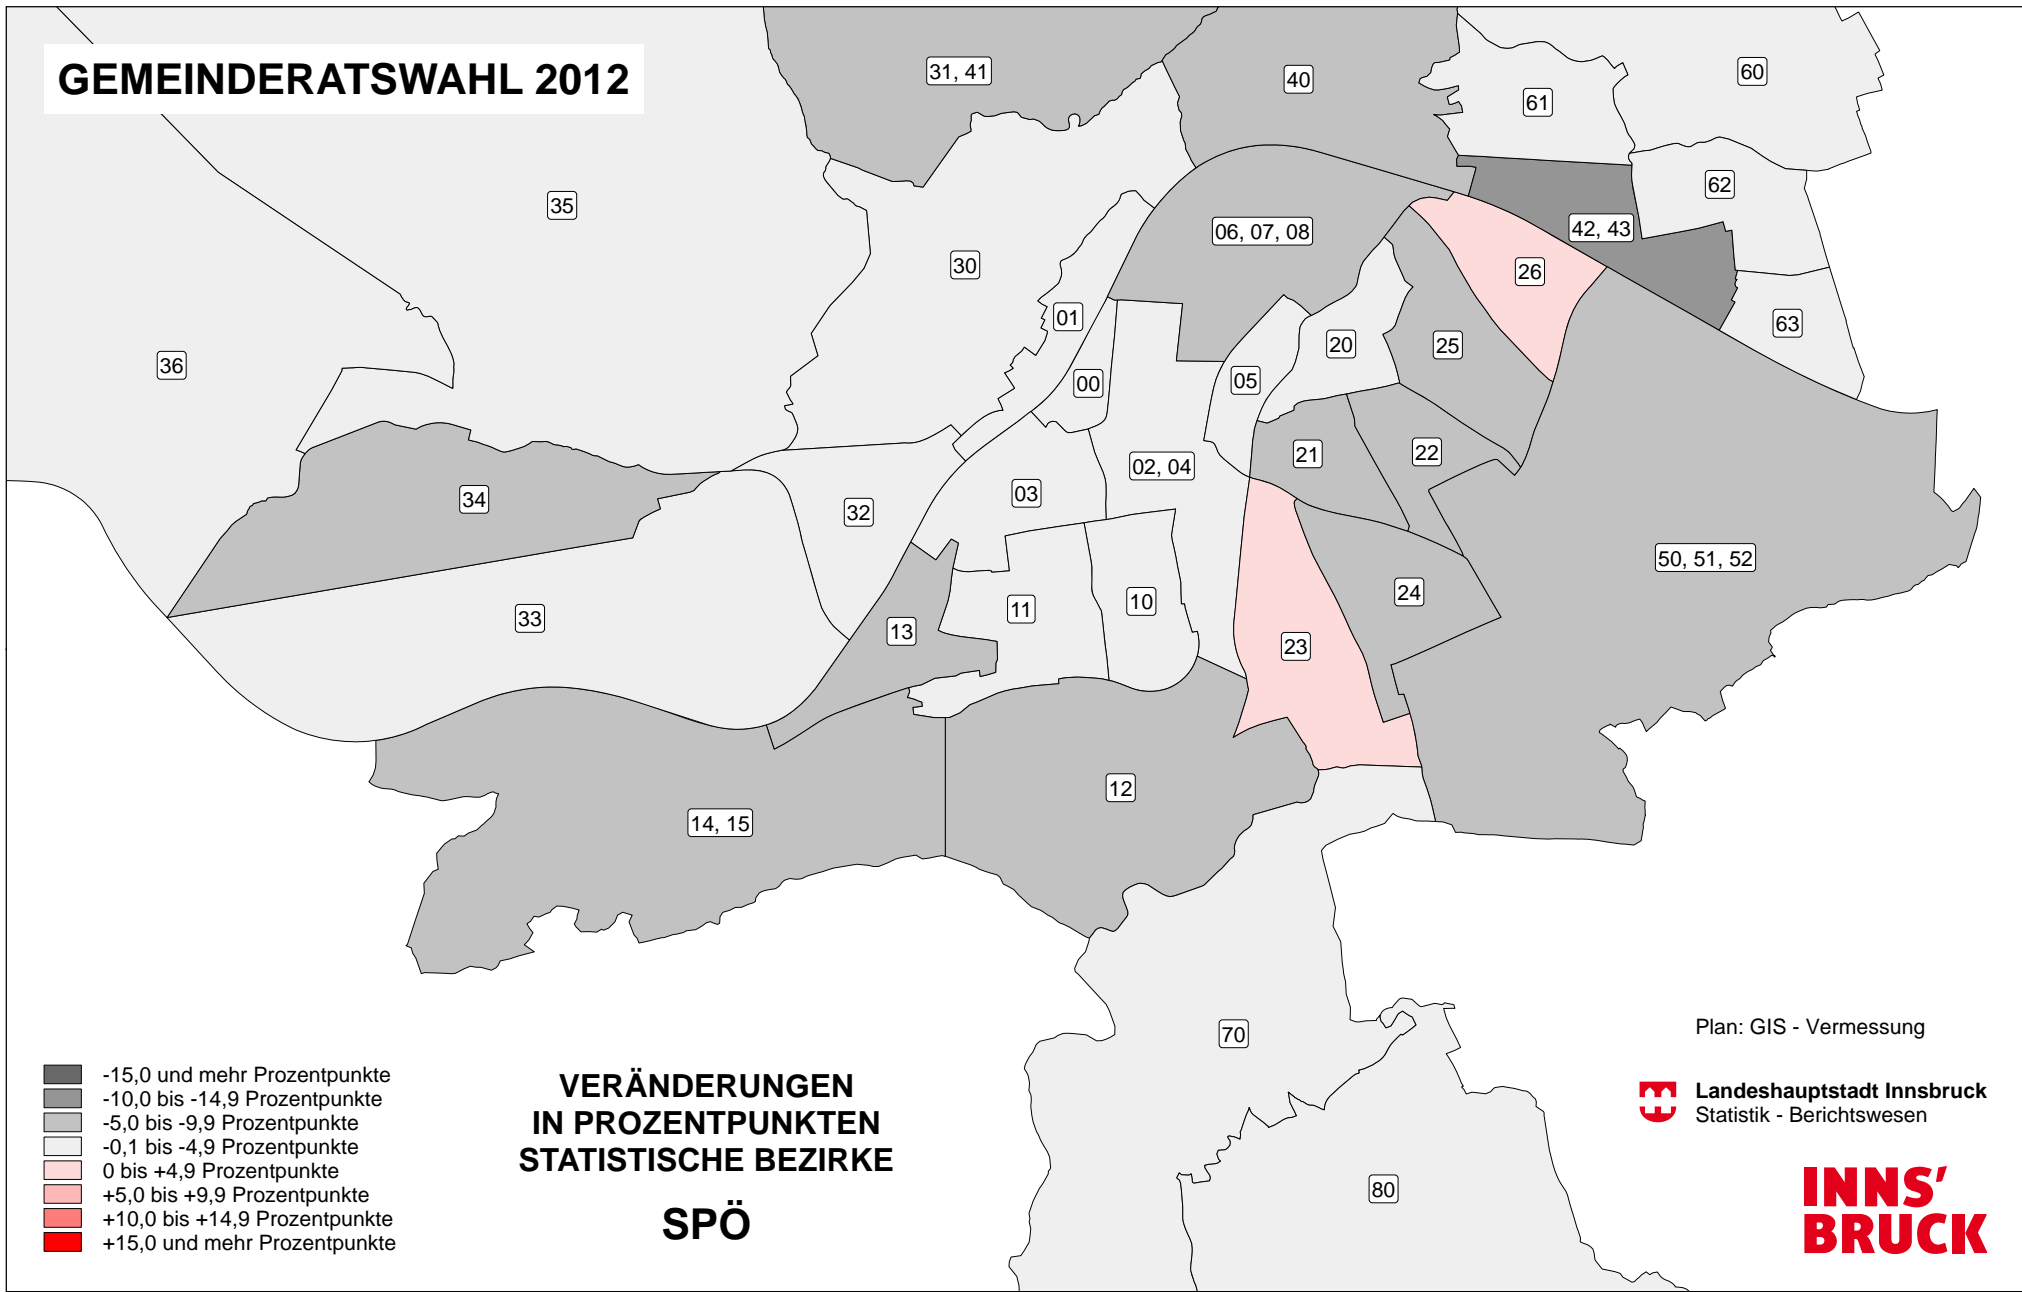 GEMEINDERATSWAHL 2012
31, 41
40
60
61
62
35
06, 07, 08
42, 43
30
26
01
63
20
25
36
00
05
21
22
02, 04
03
34
32
50, 51, 52
24
10
11
33
13
23
12
14, 15
70
80
-15,0 und mehr Prozentpunkte
-10,0 bis -14,9 Prozentpunkte
-5,0 bis -9,9 Prozentpunkte
-0,1 bis -4,9 Prozentpunkte
0 bis +4,9 Prozentpunkte
+5,0 bis +9,9 Prozentpunkte
+10,0 bis +14,9 Prozentpunkte
+15,0 und mehr Prozentpunkte
VERÄNDERUNGEN
IN PROZENTPUNKTEN
STATISTISCHE BEZIRKE
SPÖ
Plan: GIS - Vermessung
Landeshauptstadt Innsbruck
Statistik - Berichtswesen
INNS'
BRUCK